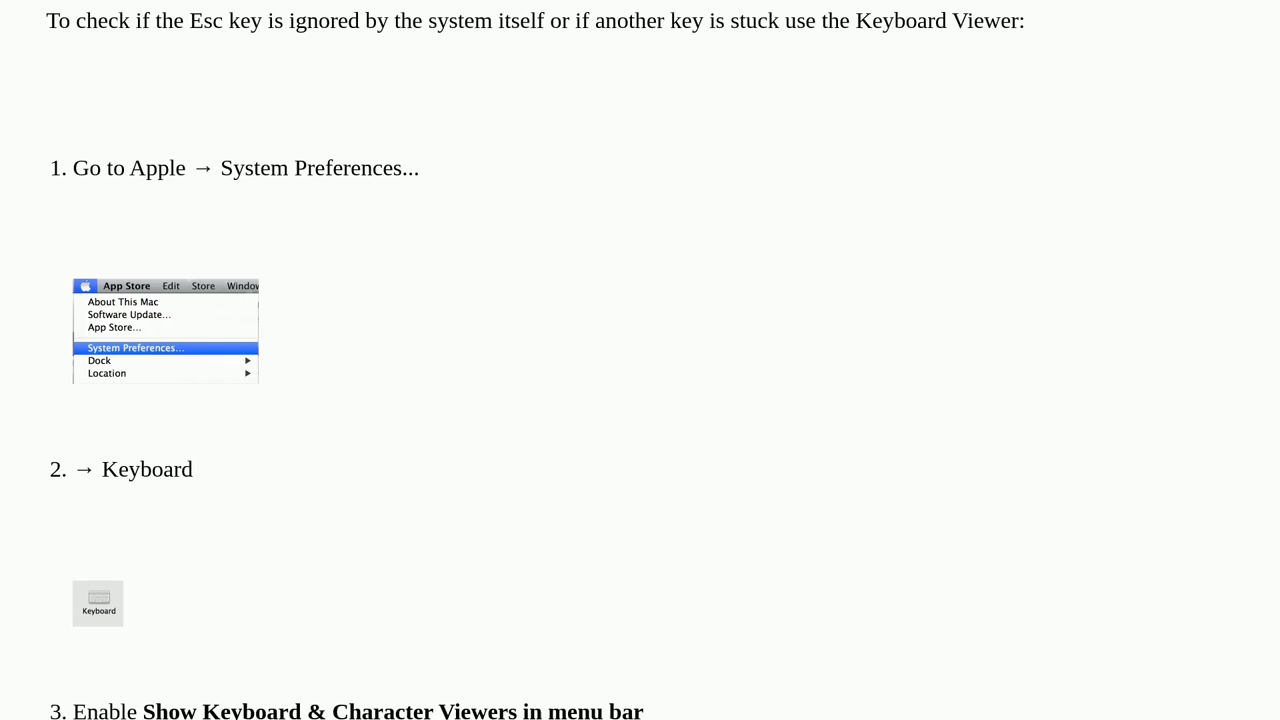 To check if the Esc key is ignored by the system itself or if another key is stuck use the Keyboard Viewer:
1. Go to Apple → System Preferences...
App Store Edit Store
About This Mac
Software Update...
App Store...
System Preferences...
Dock
Location
2. → Keyboard
Keyboard
3. Enable Show Keyboard & Character Viewers in menu bar